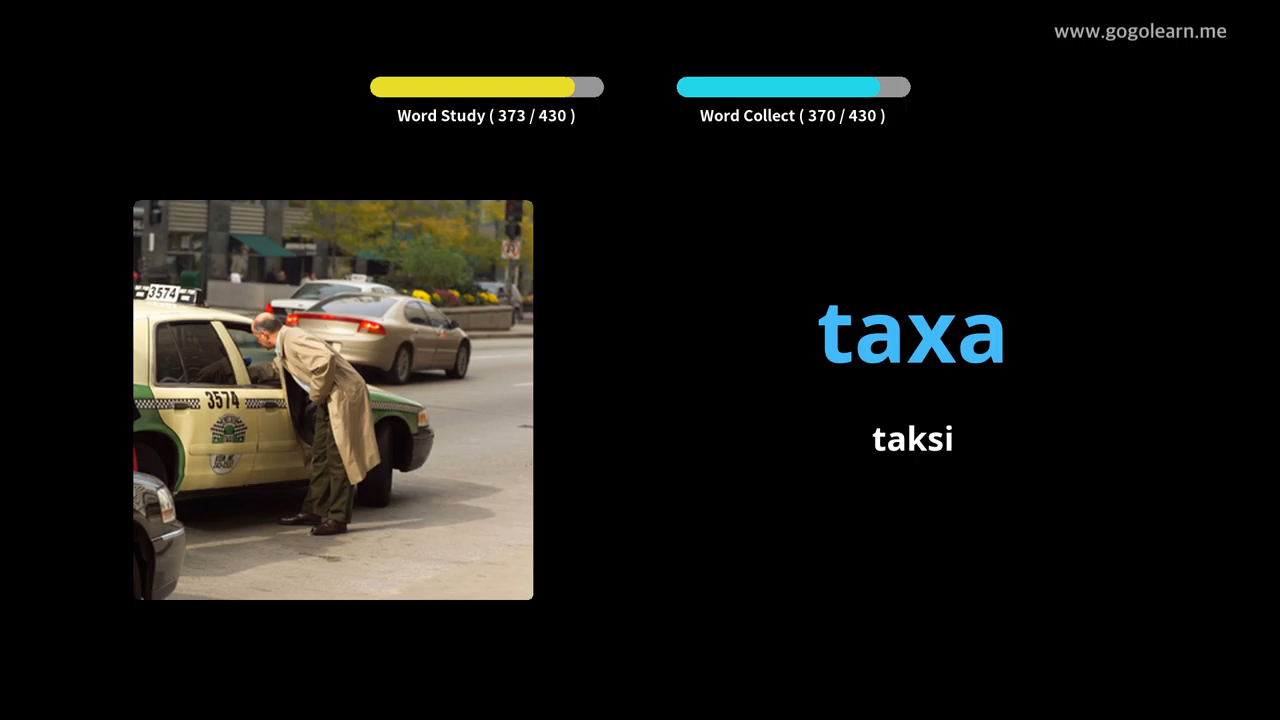 www.gogolearn.me
Word Study ( 373 / 430 )
Word Collect ( 370 / 430 )
3574
3574
taxa
taksi